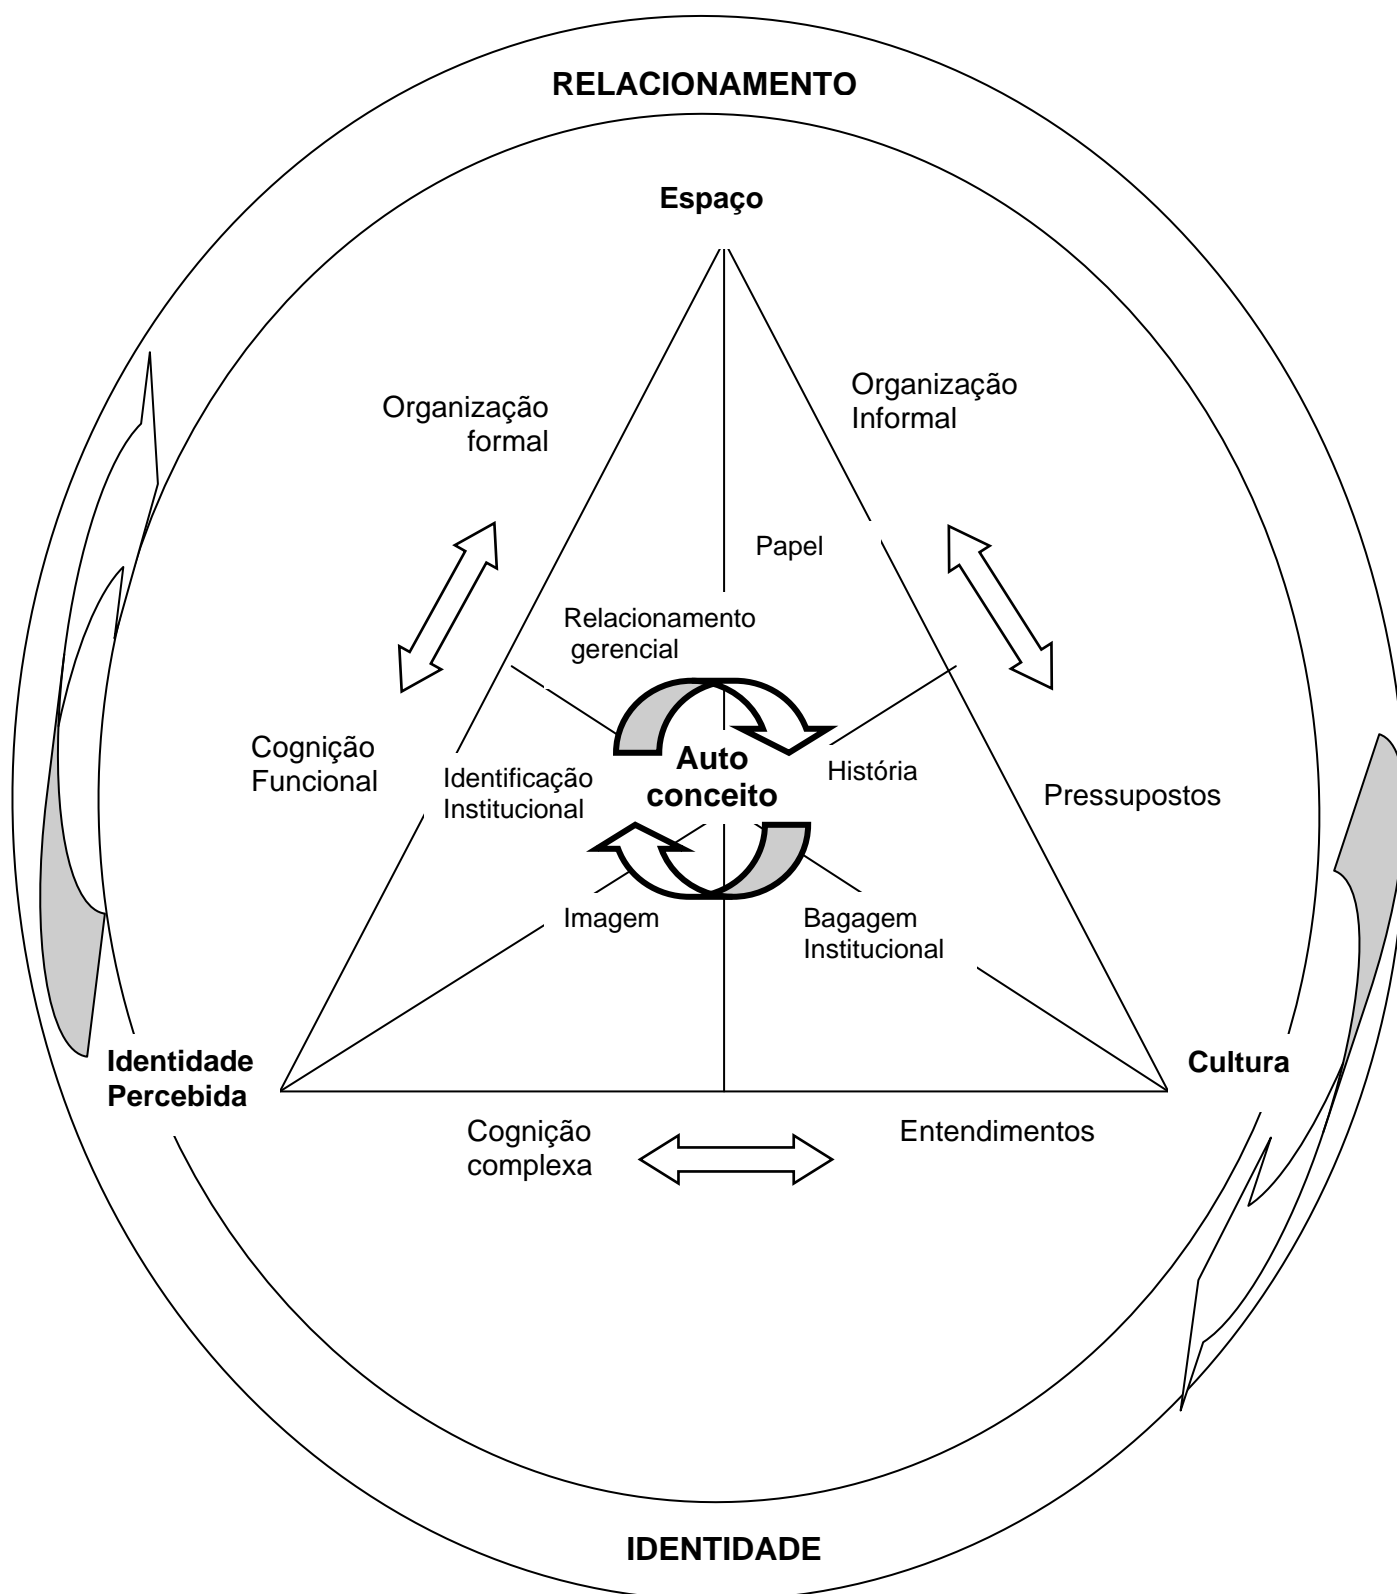 RELACIONAMENTO
Espaço
Organização
formal
Organização
Informal
Papel
Relacionamento
gerencial
Cognição
Funcional
Identificação
Institucional
Auto
conceito
História
Pressupostos
Imagem
Bagagem
Institucional
Identidade
Percebida
Cultura
Cognição
complexa
Entendimentos
IDENTIDADE